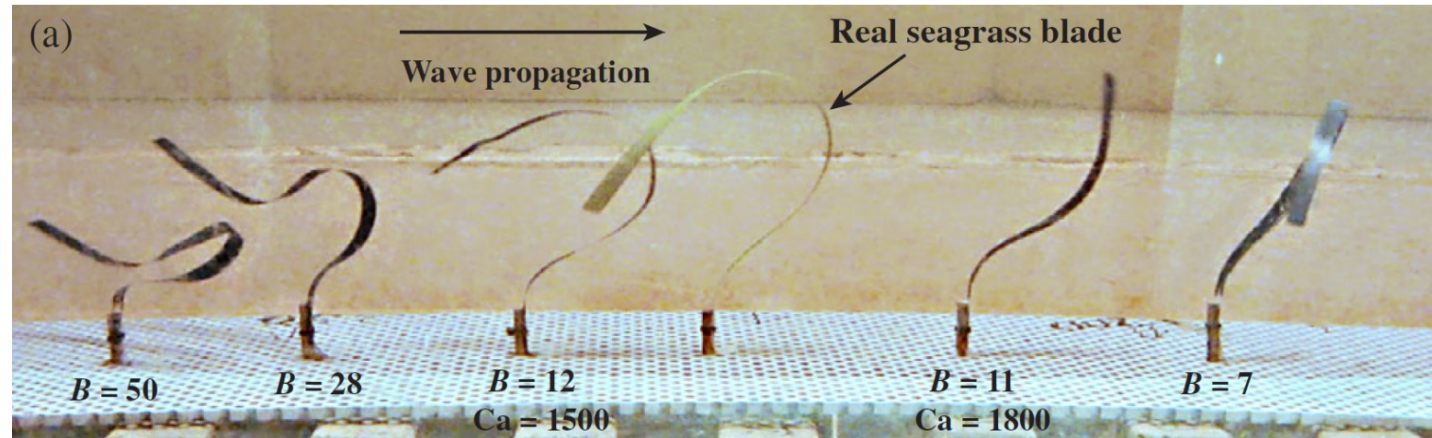 (a)
Wave propagation
Real seagrass blade
B = 50
B = 28
B = 12
Ca = 1500
B = 11
Ca = 1800
B = 7